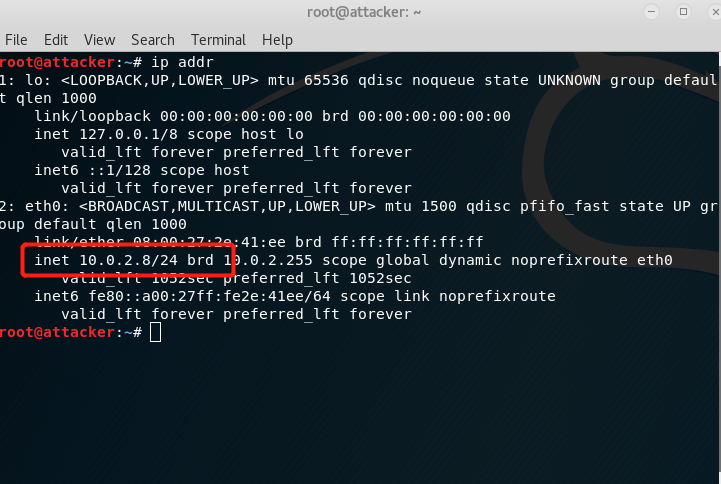 root@attacker: ~
File Edit View Search Terminal Help
root@attacker:~# ip addr
1: lo: <LOOPBACK,UP,LOWER_UP> mtu 65536 qdisc noqueue state UNKNOWN group defaul
t qlen 1000
link/loopback 00:00:00:00:00:00 brd 00:00:00:00:00:00
inet 127.0.0.1/8 scope host lo
valid_lft forever preferred_lft forever
inet6 ::1/128 scope host
valid_lft forever preferred_lft forever
2: eth0: <BROADCAST,MULTICAST,UP,LOWER_UP> mtu 1500 qdisc pfifo_fast state UP gr
oup default qlen 1000
link/ether 08:00:27:2e:41:ee brd ff:ff:ff:ff:ff:ff
inet 10.0.2.8/24 brd 10.0.2.255 scope global dynamic noprefixroute eth0
valid_lft 1052sec preferred_lft 1052sec
inet6 fe80::a00:27ff:fe2e:41ee/64 scope link noprefixroute
valid_lft forever preferred_lft forever
root@attacker:~#